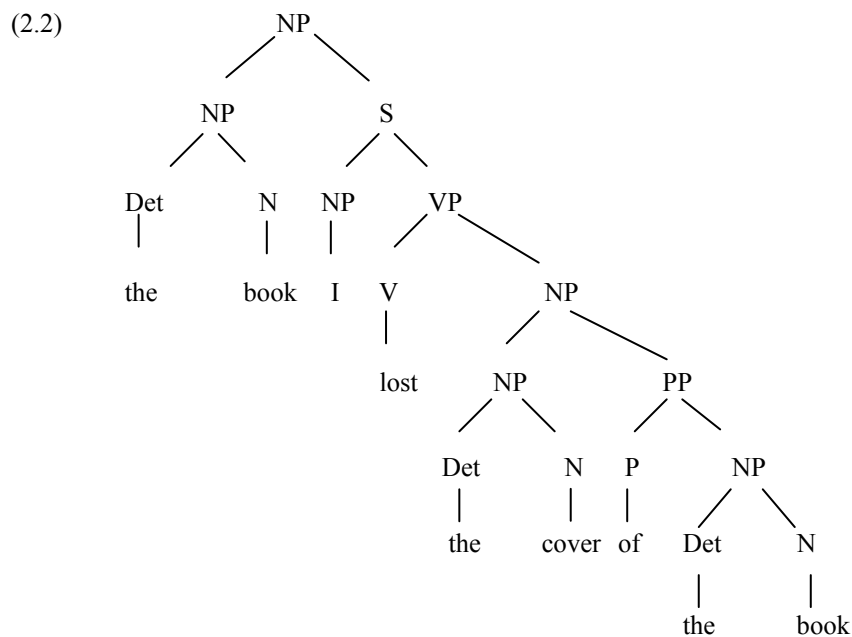 (2.2) NP
NP S
Det N NP VP
the book I V NP
lost NP PP
Det N P NP
the cover of Det N
the book